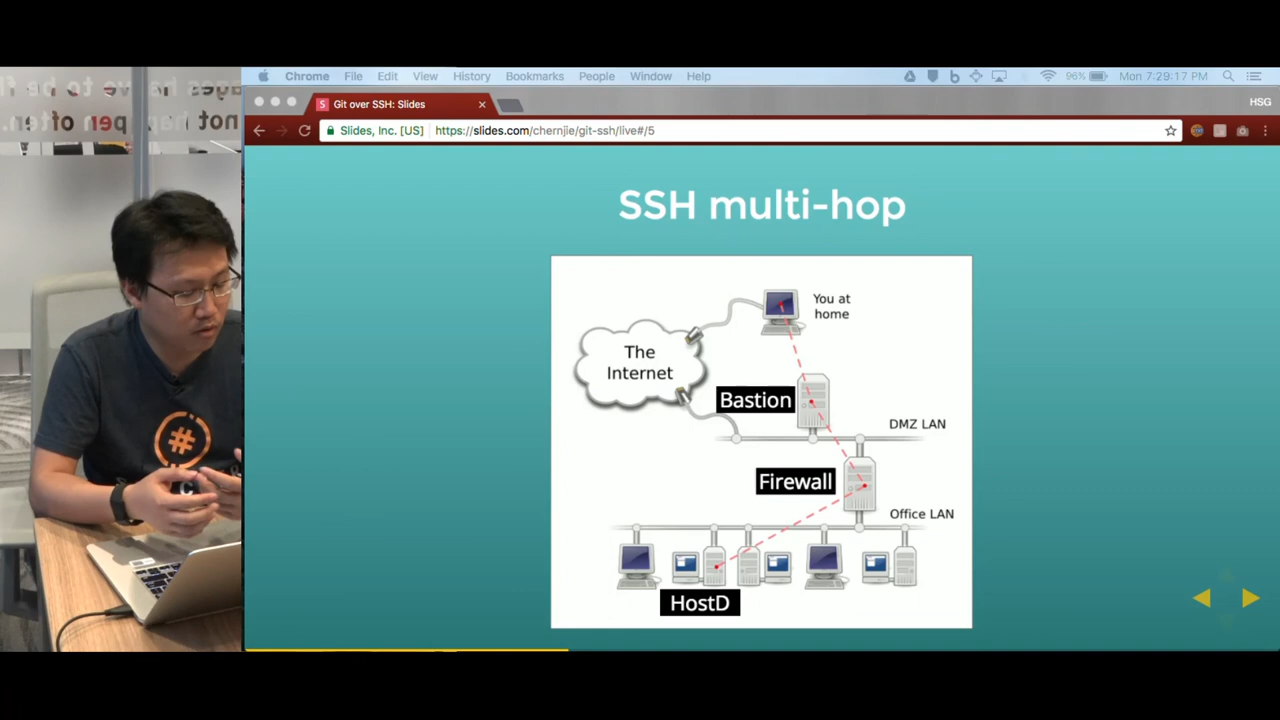 ages have to be fl
not happen often.
Chrome File Edit View History Bookmarks People Window Help
96% Mon 7:29:17 PM
Git over SSH: Slides
HSG
Slides, Inc. [US] https://slides.com/chernjie/git-ssh/live#/5
SSH multi-hop
You at
home
The
Internet
Bastion
DMZ LAN
Firewall
Office LAN
HostD